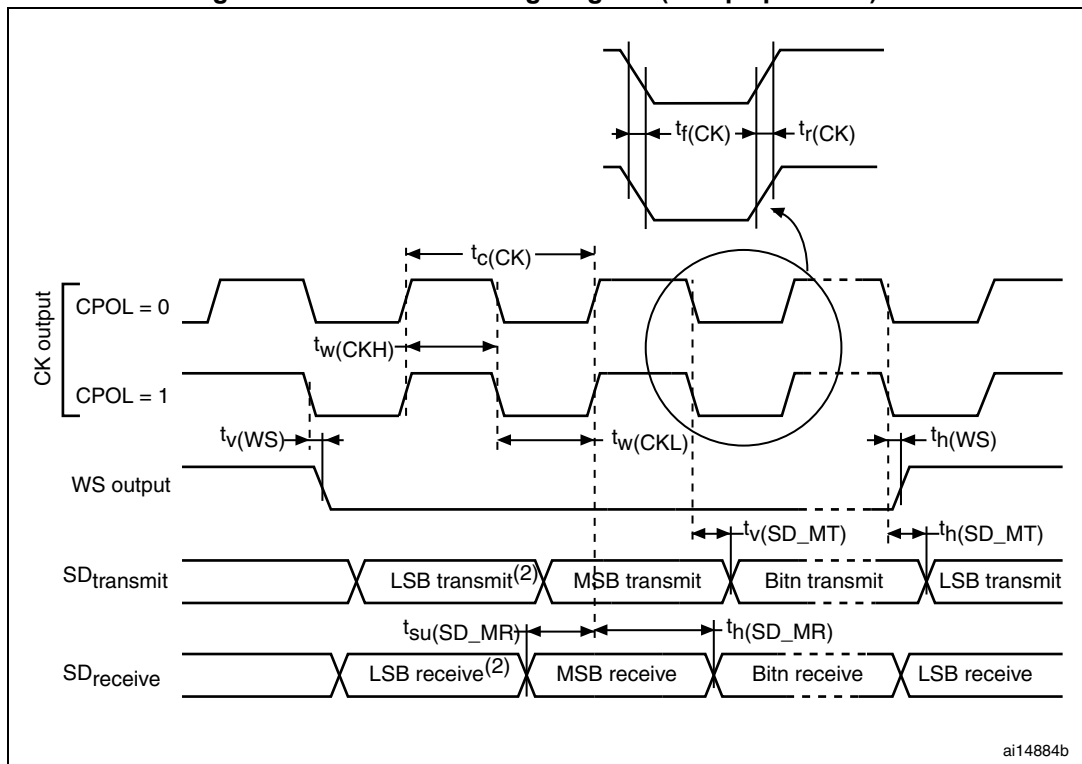 tf(CK)
tr(CK)
tc(CK)
CK output
CPOL = 0
tw(CKH)
CPOL = 1
tv(WS)
tw(CKL)
th(WS)
WS output
tv(SD_MT)
th(SD_MT)
SDtransmit
LSB transmit(2)
MSB transmit
Bitn transmit
LSB transmit
tsu(SD_MR)
th(SD_MR)
SDreceive
LSB receive(2)
MSB receive
Bitn receive
LSB receive
ai14884b